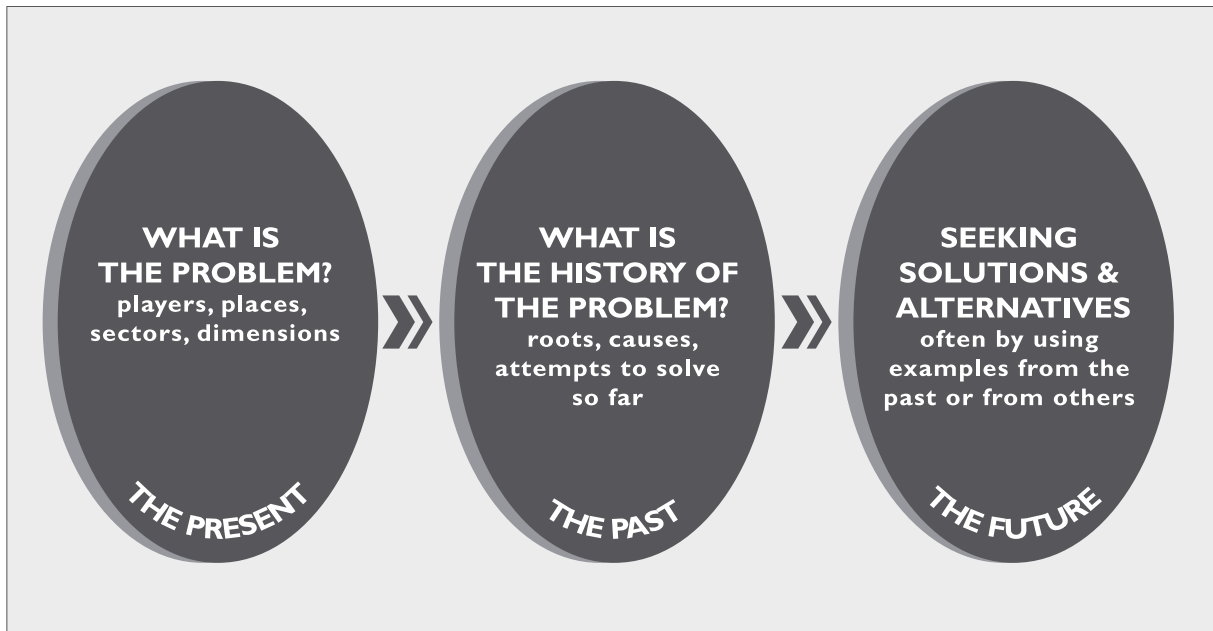 WHAT IS
THE PROBLEM?
players, places,
sectors, dimensions
THE PRESENT
WHAT IS
THE HISTORY OF
THE PROBLEM?
roots, causes,
attempts to solve
so far
THE PAST
SEEKING
SOLUTIONS &
ALTERNATIVES
often by using
examples from the
past or from others
THE FUTURE